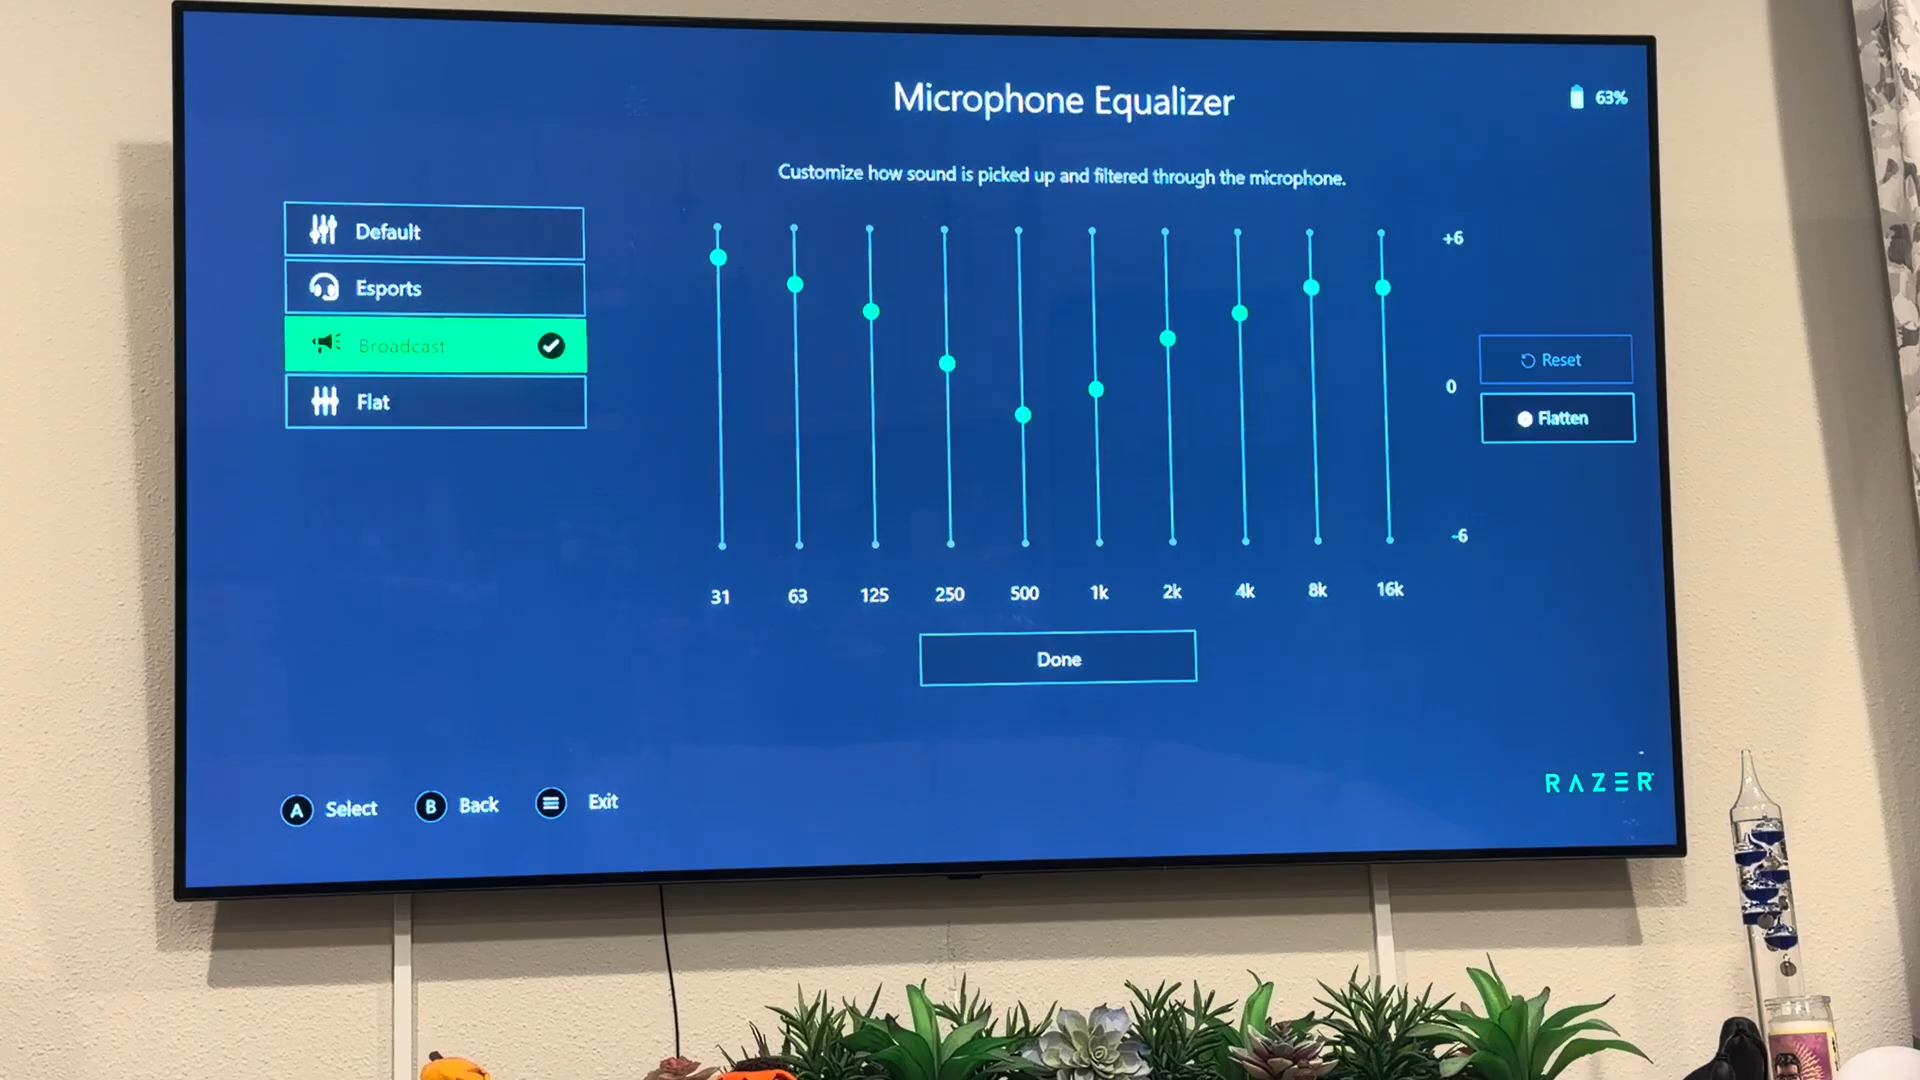 Microphone Equalizer
63%
Customize how sound is picked up and filtered through the microphone.
Default
Esports
Broadcast
Flat
+6
0
-6
Reset
Flatten
31 63 125 250 500 1k 2k 4k 8k 16k
Done
RAZER
A Select B Back Exit